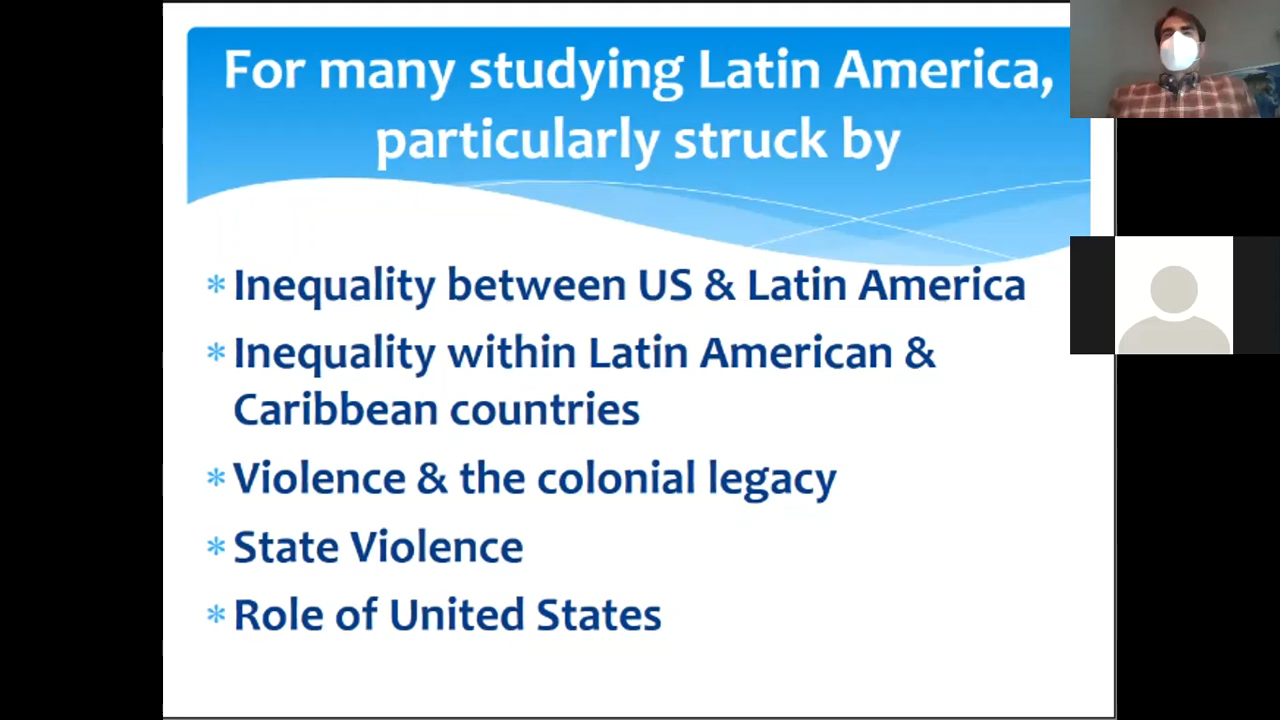 For many studying Latin America,
particularly struck by
* Inequality between US & Latin America
* Inequality within Latin American &
Caribbean countries
* Violence & the colonial legacy
* State Violence
* Role of United States